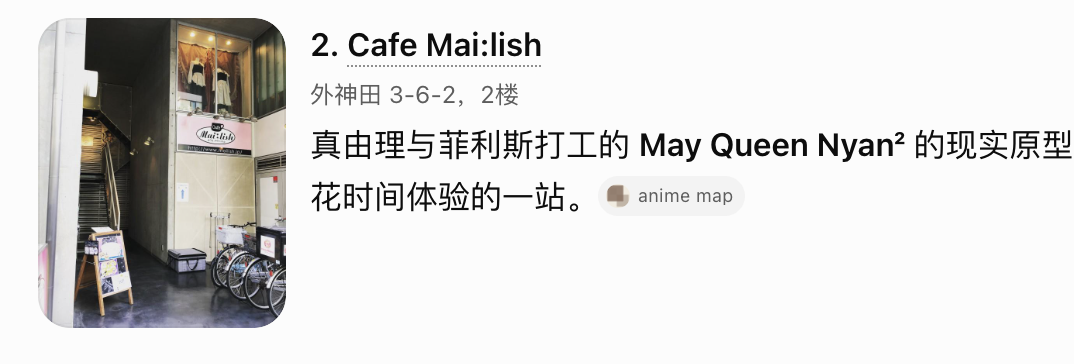 2. Cafe Mai:lish
外神田 3-6-2，2楼
真由理与菲利斯打工的 May Queen Nyan² 的现实原型
花时间体验的一站。 anime map
Mai:lish